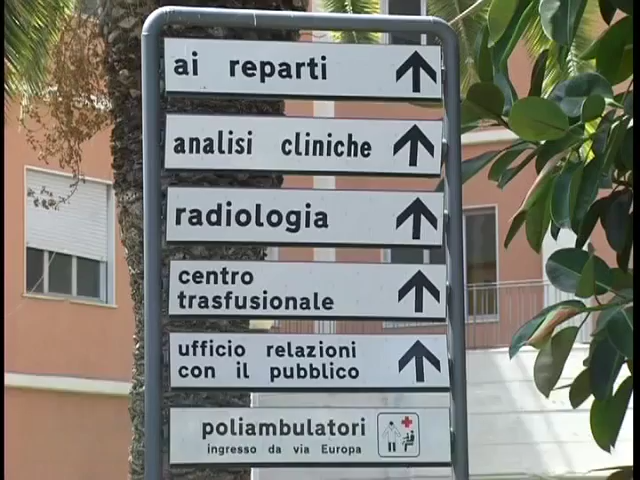 ai reparti
analisi cliniche
radiologia
centro
trasfusionale
ufficio relazioni
con il pubblico
poliambulatori
ingresso da via Europa